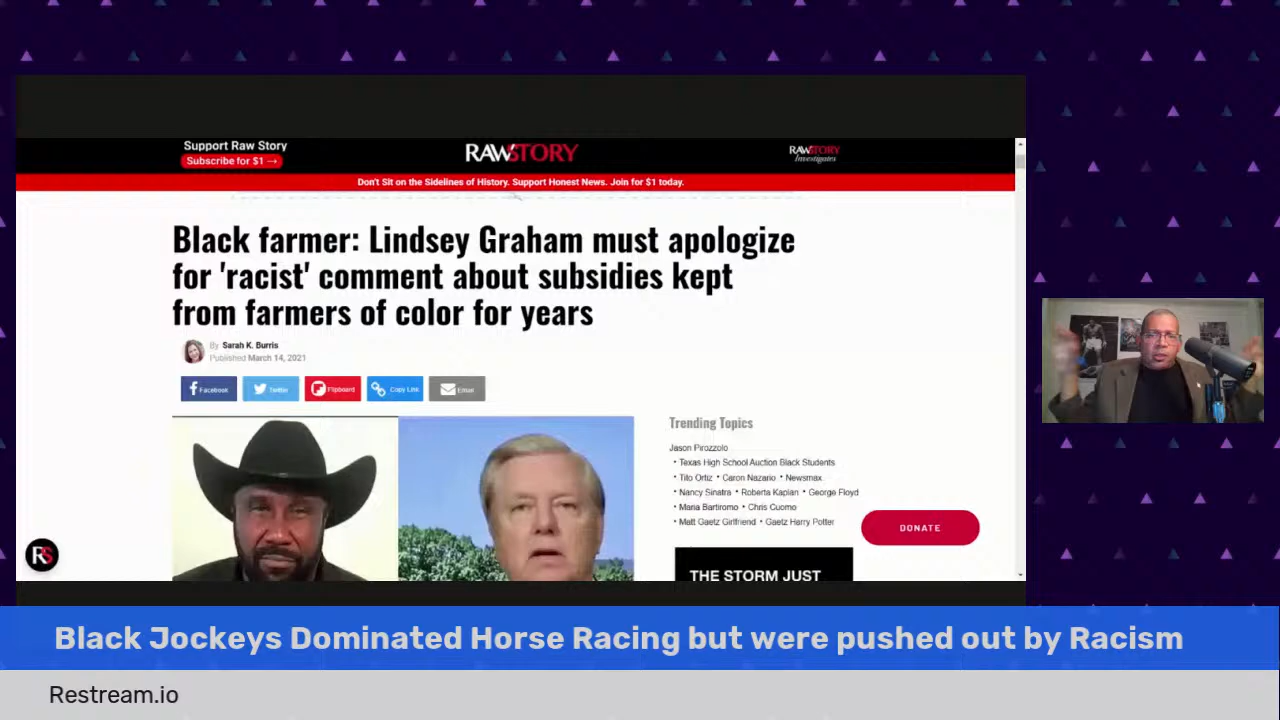 Support Raw Story
Subscribe for $1 →
RAWSTORY
RAWSTORY
Investigates
Don't Sit on the Sidelines of History. Support Honest News. Join for $1 today.
Black farmer: Lindsey Graham must apologize
for 'racist' comment about subsidies kept
from farmers of color for years
By Sarah K. Burris
Published March 14, 2021
Facebook
Twitter
Flipboard
Copy Link
Email
Trending Topics
Jason Pirozzolo
• Texas High School Auction Black Students
• Tito Ortiz • Caron Nazario • Newsmax
• Nancy Sinatra • Roberta Kaplan • George Floyd
• Maria Bartiromo • Chris Cuomo
• Matt Gaetz Girlfriend • Gaetz Harry Potter
DONATE
RS
THE STORM JUST
Black Jockeys Dominated Horse Racing but were pushed out by Racism
Restream.io